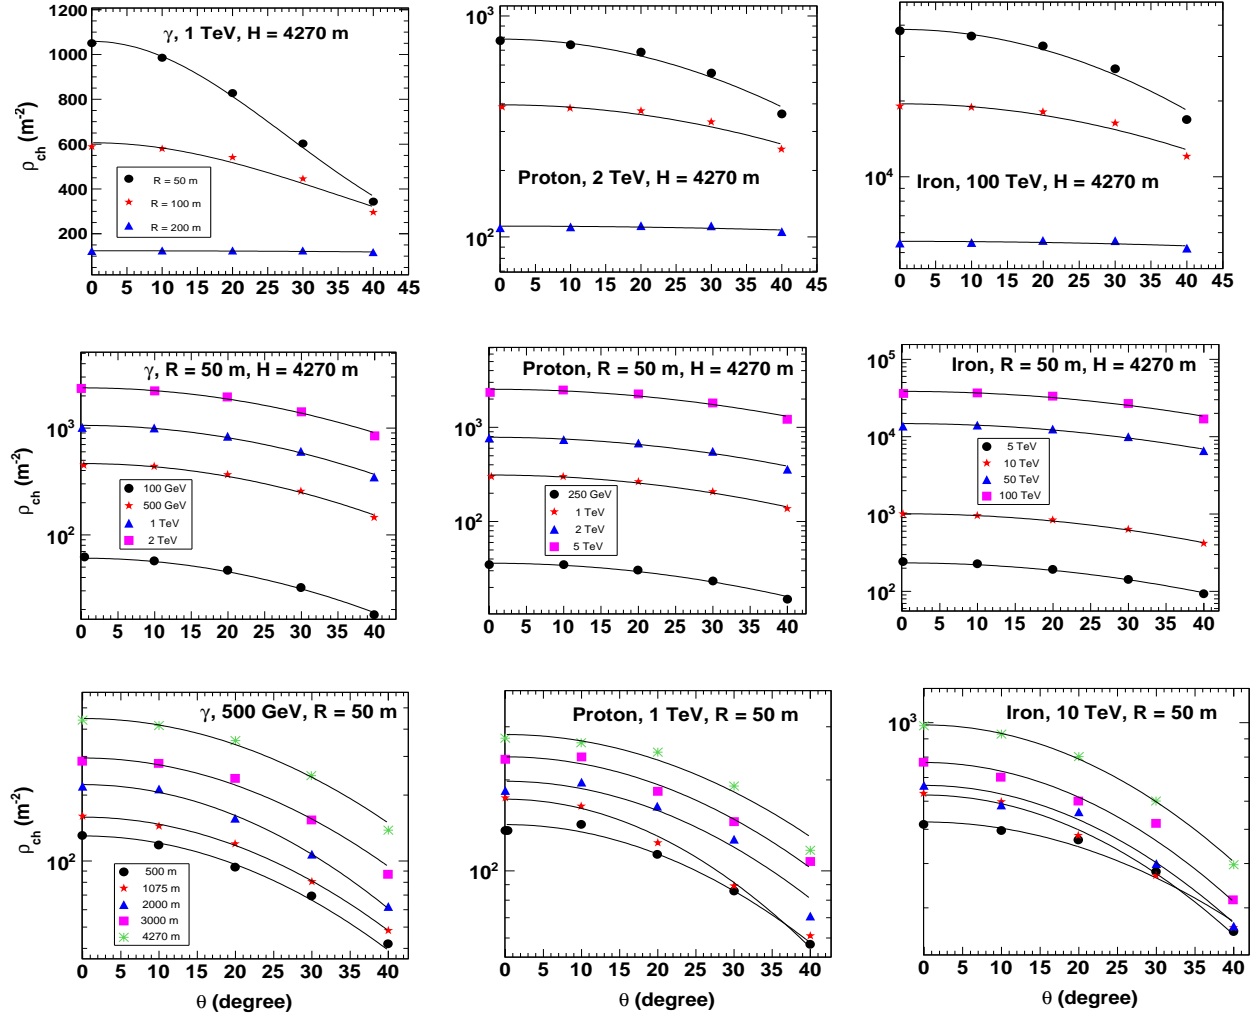 γ, 1 TeV, H = 4270 m
1200
1000
800
600
400
200
ρch (m-2)
R = 50 m
R = 100 m
R = 200 m
0 5 10 15 20 25 30 35 40 45
10³
10²
Proton, 2 TeV, H = 4270 m
0 5 10 15 20 25 30 35 40 45
10⁴
Iron, 100 TeV, H = 4270 m
0 5 10 15 20 25 30 35 40 45
γ, R = 50 m, H = 4270 m
10³
10²
ρch (m-2)
100 GeV
500 GeV
1 TeV
2 TeV
0 5 10 15 20 25 30 35 40
Proton, R = 50 m, H = 4270 m
10³
10²
250 GeV
1 TeV
2 TeV
5 TeV
0 5 10 15 20 25 30 35 40
Iron, R = 50 m, H = 4270 m
10⁵
10⁴
10³
10²
5 TeV
10 TeV
50 TeV
100 TeV
0 5 10 15 20 25 30 35 40
γ, 500 GeV, R = 50 m
10²
ρch (m-2)
500 m
1075 m
2000 m
3000 m
4270 m
0 5 10 15 20 25 30 35 40
θ (degree)
Proton, 1 TeV, R = 50 m
10²
0 5 10 15 20 25 30 35 40
θ (degree)
Iron, 10 TeV, R = 50 m
10³
0 5 10 15 20 25 30 35 40
θ (degree)